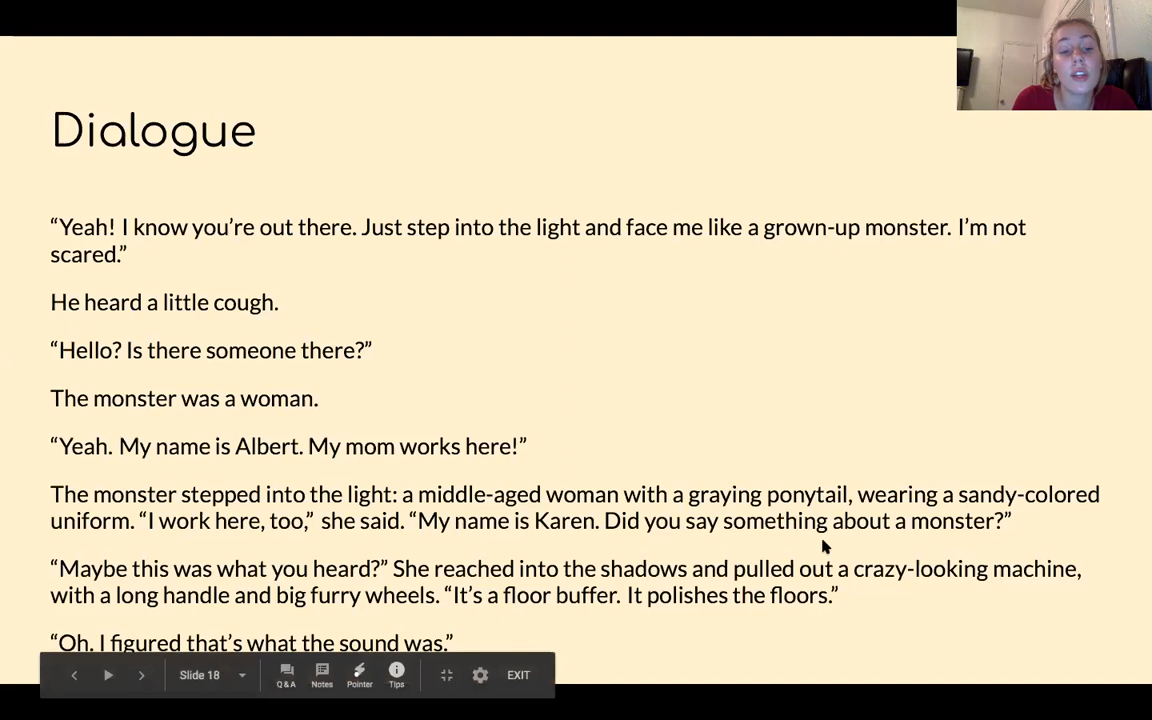 Dialogue
“Yeah! I know you’re out there. Just step into the light and face me like a grown-up monster. I’m not
scared.”
He heard a little cough.
“Hello? Is there someone there?”
The monster was a woman.
“Yeah. My name is Albert. My mom works here!”
The monster stepped into the light: a middle-aged woman with a graying ponytail, wearing a sandy-colored
uniform. “I work here, too,” she said. “My name is Karen. Did you say something about a monster?”
“Maybe this was what you heard?” She reached into the shadows and pulled out a crazy-looking machine,
with a long handle and big furry wheels. “It’s a floor buffer. It polishes the floors.”
“Oh. I figured that’s what the sound was.”
Slide 18
Q&A
Notes
Pointer
Tips
EXIT